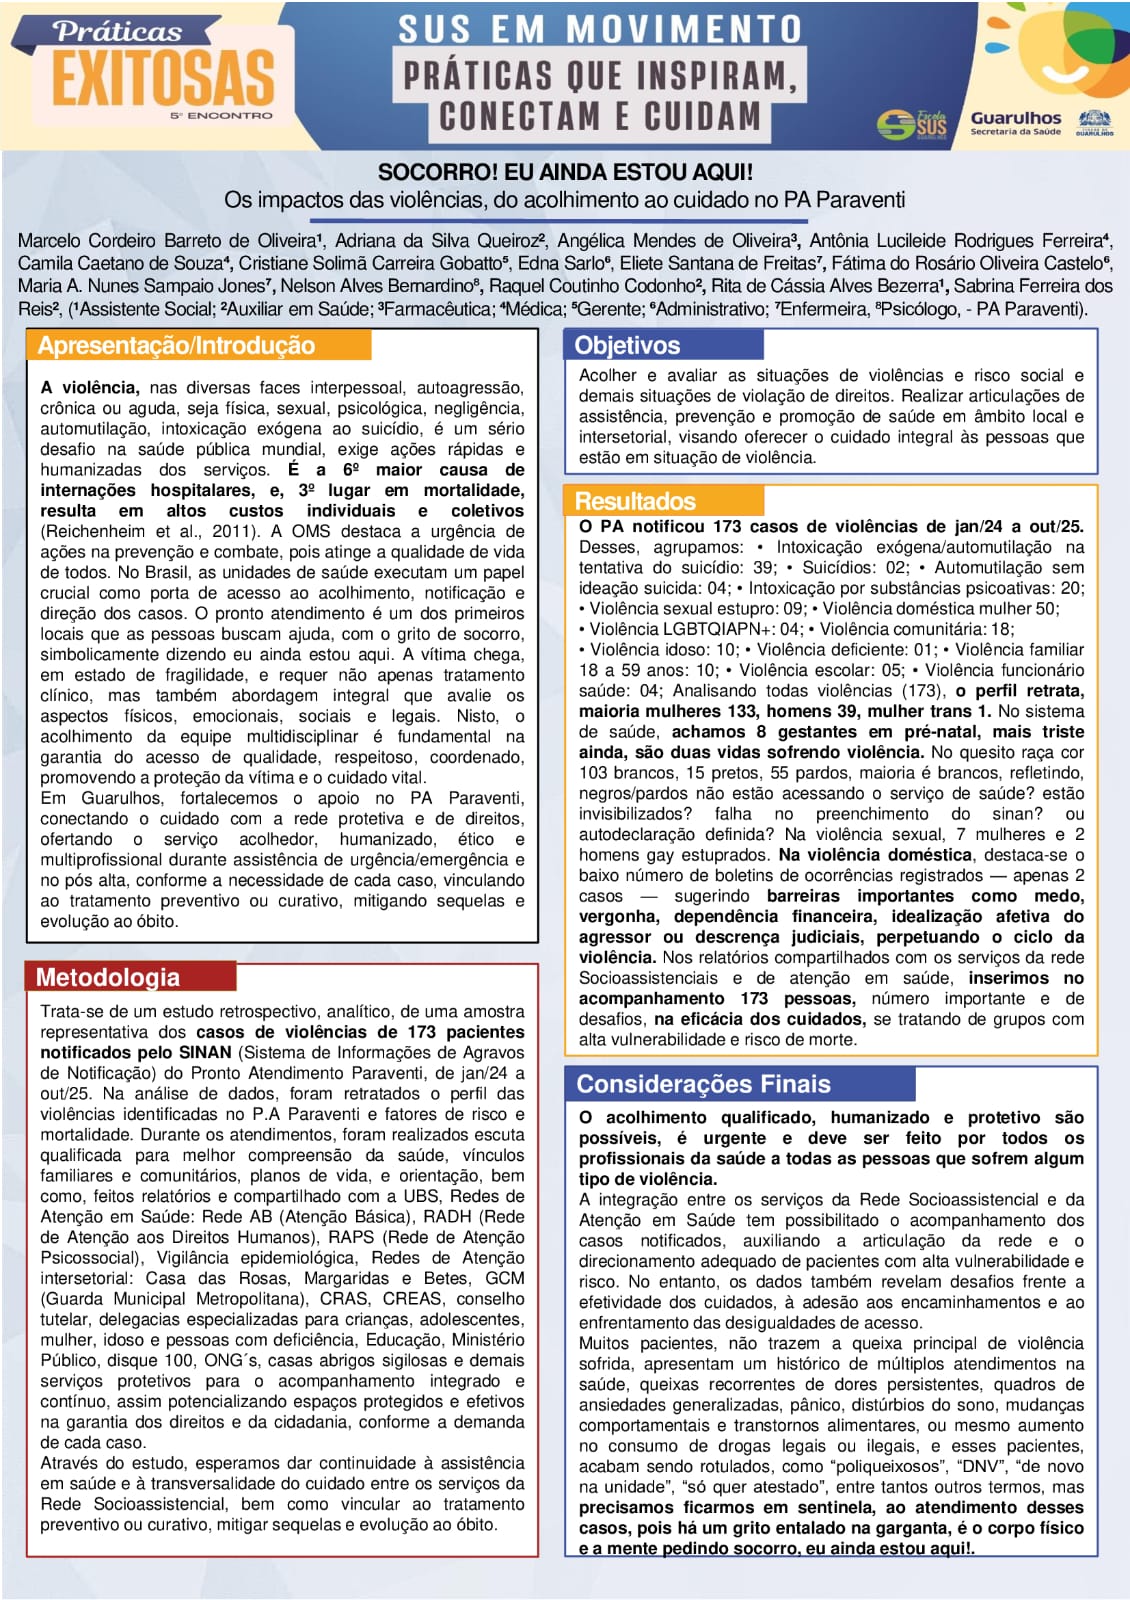 Práticas
EXITOSAS
5º ENCONTRO
SUS EM MOVIMENTO
PRÁTICAS QUE INSPIRAM,
CONECTAM E CUIDAM
Escola
SUS
GUARULHOS
Guarulhos
Secretaria da Saúde
GUARULHOS
SOCORRO! EU AINDA ESTOU AQUI!
Os impactos das violências, do acolhimento ao cuidado no PA Paraventi
Marcelo Cordeiro Barreto de Oliveira¹, Adriana da Silva Queiroz², Angélica Mendes de Oliveira³, Antônia Lucileide Rodrigues Ferreira⁴,
Camila Caetano de Souza⁴, Cristiane Solimã Carreira Gobatto⁵, Edna Sarlo⁶, Eliete Santana de Freitas⁷, Fátima do Rosário Oliveira Castelo⁶,
Maria A. Nunes Sampaio Jones⁷, Nelson Alves Bernardino⁸, Raquel Coutinho Codonho², Rita de Cássia Alves Bezerra¹, Sabrina Ferreira dos
Reis², (¹Assistente Social; ²Auxiliar em Saúde; ³Farmacêutica; ⁴Médica; ⁵Gerente; ⁶Administrativo; ⁷Enfermeira, ⁸Psicólogo, - PA Paraventi).
Apresentação/Introdução
A violência, nas diversas faces interpessoal, autoagressão,
crônica ou aguda, seja física, sexual, psicológica, negligência,
automutilação, intoxicação exógena ao suicídio, é um sério
desafio na saúde pública mundial, exige ações rápidas e
humanizadas dos serviços. É a 6º maior causa de
internações hospitalares, e, 3º lugar em mortalidade,
resulta em altos custos individuais e coletivos
(Reichenheim et al., 2011). A OMS destaca a urgência de
ações na prevenção e combate, pois atinge a qualidade de vida
de todos. No Brasil, as unidades de saúde executam um papel
crucial como porta de acesso ao acolhimento, notificação e
direção dos casos. O pronto atendimento é um dos primeiros
locais que as pessoas buscam ajuda, com o grito de socorro,
simbolicamente dizendo eu ainda estou aqui. A vítima chega,
em estado de fragilidade, e requer não apenas tratamento
clínico, mas também abordagem integral que avalie os
aspectos físicos, emocionais, sociais e legais. Nisto, o
acolhimento da equipe multidisciplinar é fundamental na
garantia do acesso de qualidade, respeitoso, coordenado,
promovendo a proteção da vítima e o cuidado vital.
Em Guarulhos, fortalecemos o apoio no PA Paraventi,
conectando o cuidado com a rede protetiva e de direitos,
ofertando o serviço acolhedor, humanizado, ético e
multiprofissional durante assistência de urgência/emergência e
no pós alta, conforme a necessidade de cada caso, vinculando
ao tratamento preventivo ou curativo, mitigando sequelas e
evolução ao óbito.
Metodologia
Trata-se de um estudo retrospectivo, analítico, de uma amostra
representativa dos casos de violências de 173 pacientes
notificados pelo SINAN (Sistema de Informações de Agravos
de Notificação) do Pronto Atendimento Paraventi, de jan/24 a
out/25. Na análise de dados, foram retratados o perfil das
violências identificadas no P.A Paraventi e fatores de risco e
mortalidade. Durante os atendimentos, foram realizados escuta
qualificada para melhor compreensão da saúde, vínculos
familiares e comunitários, planos de vida, e orientação, bem
como, feitos relatórios e compartilhado com a UBS, Redes de
Atenção em Saúde: Rede AB (Atenção Básica), RADH (Rede
de Atenção aos Direitos Humanos), RAPS (Rede de Atenção
Psicossocial), Vigilância epidemiológica, Redes de Atenção
intersetorial: Casa das Rosas, Margaridas e Betes, GCM
(Guarda Municipal Metropolitana), CRAS, CREAS, conselho
tutelar, delegacias especializadas para crianças, adolescentes,
mulher, idoso e pessoas com deficiência, Educação, Ministério
Público, disque 100, ONG´s, casas abrigos sigilosas e demais
serviços protetivos para o acompanhamento integrado e
contínuo, assim potencializando espaços protegidos e efetivos
na garantia dos direitos e da cidadania, conforme a demanda
de cada caso.
Através do estudo, esperamos dar continuidade à assistência
em saúde e à transversalidade do cuidado entre os serviços da
Rede Socioassistencial, bem como vincular ao tratamento
preventivo ou curativo, mitigar sequelas e evolução ao óbito.
Objetivos
Acolher e avaliar as situações de violências e risco social e
demais situações de violação de direitos. Realizar articulações de
assistência, prevenção e promoção de saúde em âmbito local e
intersetorial, visando oferecer o cuidado integral às pessoas que
estão em situação de violência.
Resultados
O PA notificou 173 casos de violências de jan/24 a out/25.
Desses, agrupamos: • Intoxicação exógena/automutilação na
tentativa do suicídio: 39; • Suicídios: 02; • Automutilação sem
ideação suicida: 04; • Intoxicação por substâncias psicoativas: 20;
• Violência sexual estupro: 09; • Violência doméstica mulher 50;
• Violência LGBTQIAPN+: 04; • Violência comunitária: 18;
• Violência idoso: 10; • Violência deficiente: 01; • Violência familiar
18 a 59 anos: 10; • Violência escolar: 05; • Violência funcionário
saúde: 04; Analisando todas violências (173), o perfil retrata,
maioria mulheres 133, homens 39, mulher trans 1. No sistema
de saúde, achamos 8 gestantes em pré-natal, mais triste
ainda, são duas vidas sofrendo violência. No quesito raça cor
103 brancos, 15 pretos, 55 pardos, maioria é brancos, refletindo,
negros/pardos não estão acessando o serviço de saúde? estão
invisibilizados? falha no preenchimento do sinan? ou
autodeclaração definida? Na violência sexual, 7 mulheres e 2
homens gay estuprados. Na violência doméstica, destaca-se o
baixo número de boletins de ocorrências registrados — apenas 2
casos — sugerindo barreiras importantes como medo,
vergonha, dependência financeira, idealização afetiva do
agressor ou descrença judiciais, perpetuando o ciclo da
violência. Nos relatórios compartilhados com os serviços da rede
Socioassistenciais e de atenção em saúde, inserimos no
acompanhamento 173 pessoas, número importante e de
desafios, na eficácia dos cuidados, se tratando de grupos com
alta vulnerabilidade e risco de morte.
Considerações Finais
O acolhimento qualificado, humanizado e protetivo são
possíveis, é urgente e deve ser feito por todos os
profissionais da saúde a todas as pessoas que sofrem algum
tipo de violência.
A integração entre os serviços da Rede Socioassistencial e da
Atenção em Saúde tem possibilitado o acompanhamento dos
casos notificados, auxiliando a articulação da rede e o
direcionamento adequado de pacientes com alta vulnerabilidade e
risco. No entanto, os dados também revelam desafios frente a
efetividade dos cuidados, à adesão aos encaminhamentos e ao
enfrentamento das desigualdades de acesso.
Muitos pacientes, não trazem a queixa principal de violência
sofrida, apresentam um histórico de múltiplos atendimentos na
saúde, queixas recorrentes de dores persistentes, quadros de
ansiedades generalizadas, pânico, distúrbios do sono, mudanças
comportamentais e transtornos alimentares, ou mesmo aumento
no consumo de drogas legais ou ilegais, e esses pacientes,
acabam sendo rotulados, como “poliqueixosos”, “DNV”, “de novo
na unidade”, “só quer atestado”, entre tantos outros termos, mas
precisamos ficarmos em sentinela, ao atendimento desses
casos, pois há um grito entalado na garganta, é o corpo físico
e a mente pedindo socorro, eu ainda estou aqui!.